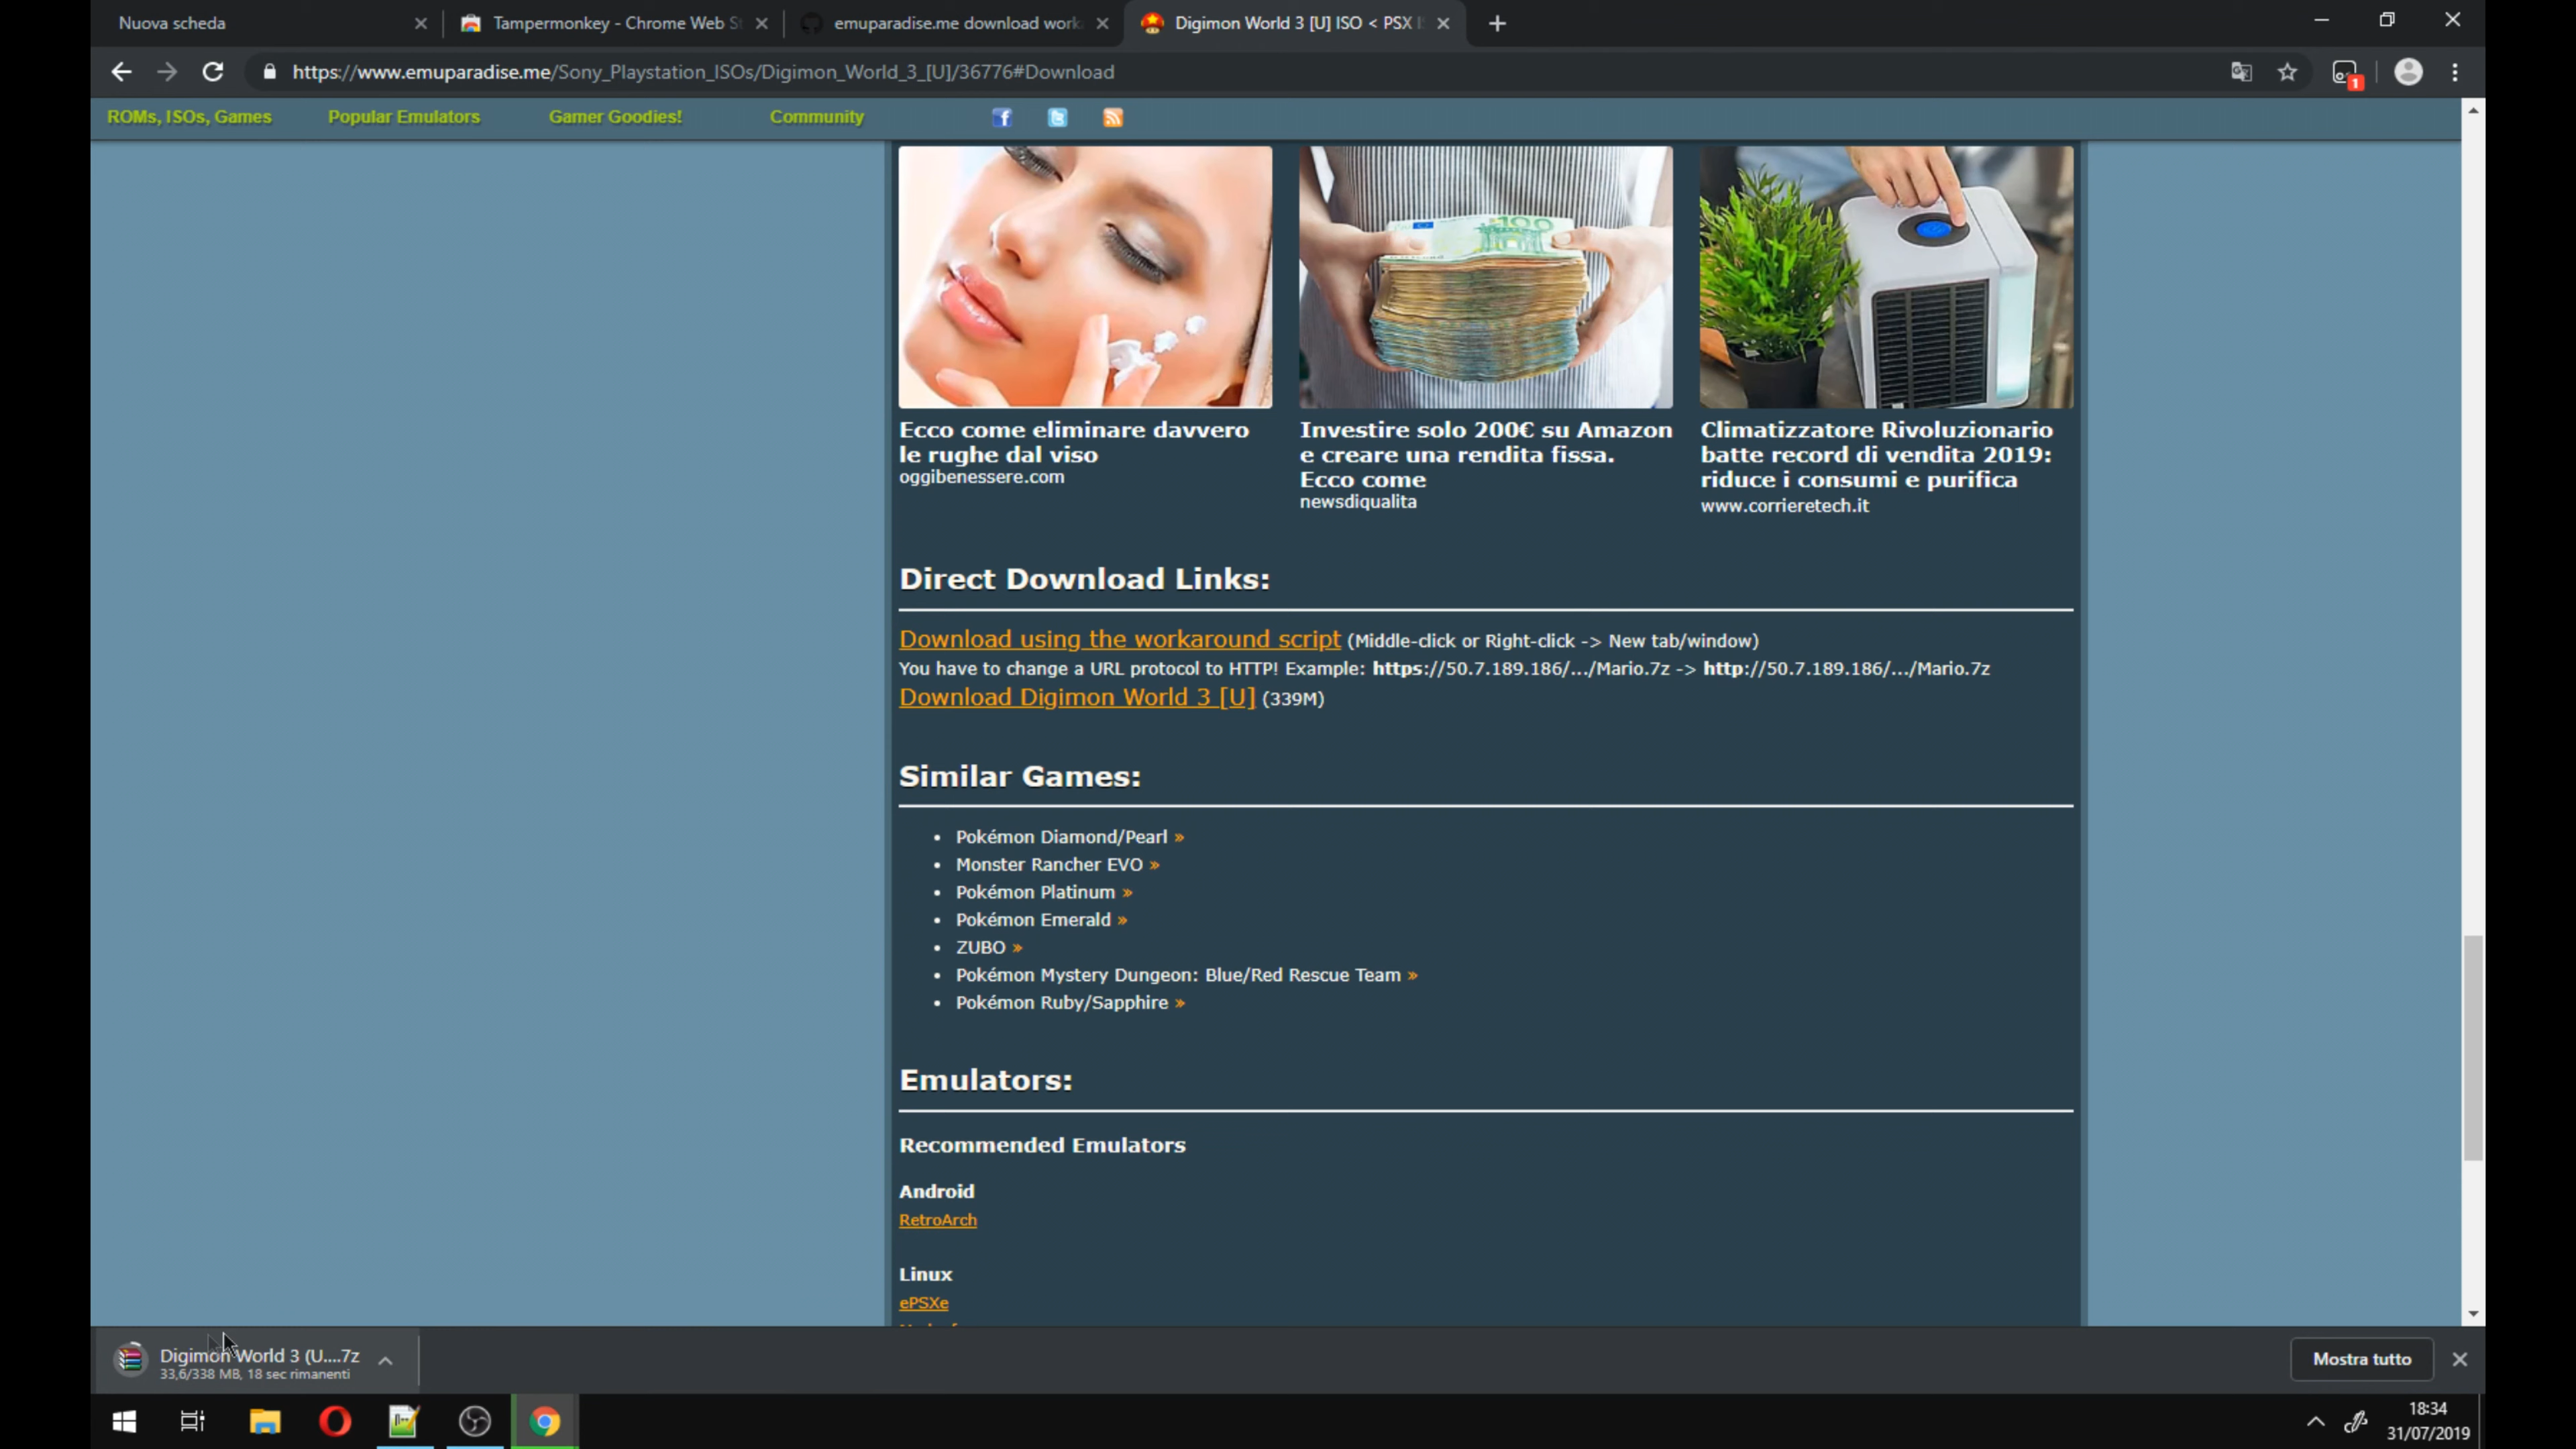 Nuova scheda
Tampermonkey - Chrome Web St
emuparadise.me download work
Digimon World 3 [U] ISO < PSX I
https://www.emuparadise.me/Sony_Playstation_ISOs/Digimon_World_3_[U]/36776#Download
1
ROMs, ISOs, Games
Popular Emulators
Gamer Goodies!
Community
Ecco come eliminare davvero
le rughe dal viso
oggibenessere.com
100
Investire solo 200€ su Amazon
e creare una rendita fissa.
Ecco come
newsdiqualita
Climatizzatore Rivoluzionario
batte record di vendita 2019:
riduce i consumi e purifica
www.corrieretech.it
Direct Download Links:
Download using the workaround script (Middle-click or Right-click -> New tab/window)
You have to change a URL protocol to HTTP! Example: https://50.7.189.186/.../Mario.7z -> http://50.7.189.186/.../Mario.7z
Download Digimon World 3 [U] (339M)
Similar Games:
• Pokémon Diamond/Pearl »
• Monster Rancher EVO »
• Pokémon Platinum »
• Pokémon Emerald »
• ZUBO »
• Pokémon Mystery Dungeon: Blue/Red Rescue Team »
• Pokémon Ruby/Sapphire »
Emulators:
Recommended Emulators
Android
RetroArch
Linux
ePSXe
Digimon World 3 (U....7z
33,6/338 MB, 18 sec rimanenti
Mostra tutto
18:34
31/07/2019